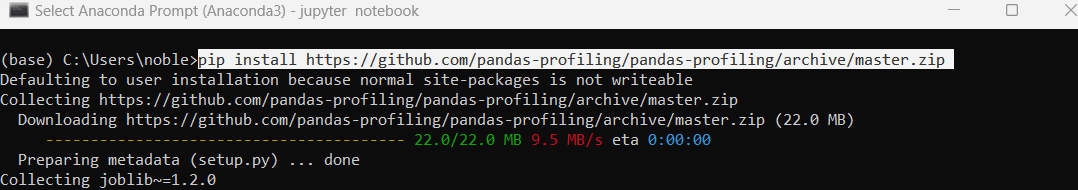 Select Anaconda Prompt (Anaconda3) - jupyter notebook
(base) C:\Users\noble>pip install https://github.com/pandas-profiling/pandas-profiling/archive/master.zip
Defaulting to user installation because normal site-packages is not writeable
Collecting https://github.com/pandas-profiling/pandas-profiling/archive/master.zip
  Downloading https://github.com/pandas-profiling/pandas-profiling/archive/master.zip (22.0 MB)
     ---------------------------------------- 22.0/22.0 MB 9.5 MB/s eta 0:00:00
  Preparing metadata (setup.py) ... done
Collecting joblib~=1.2.0